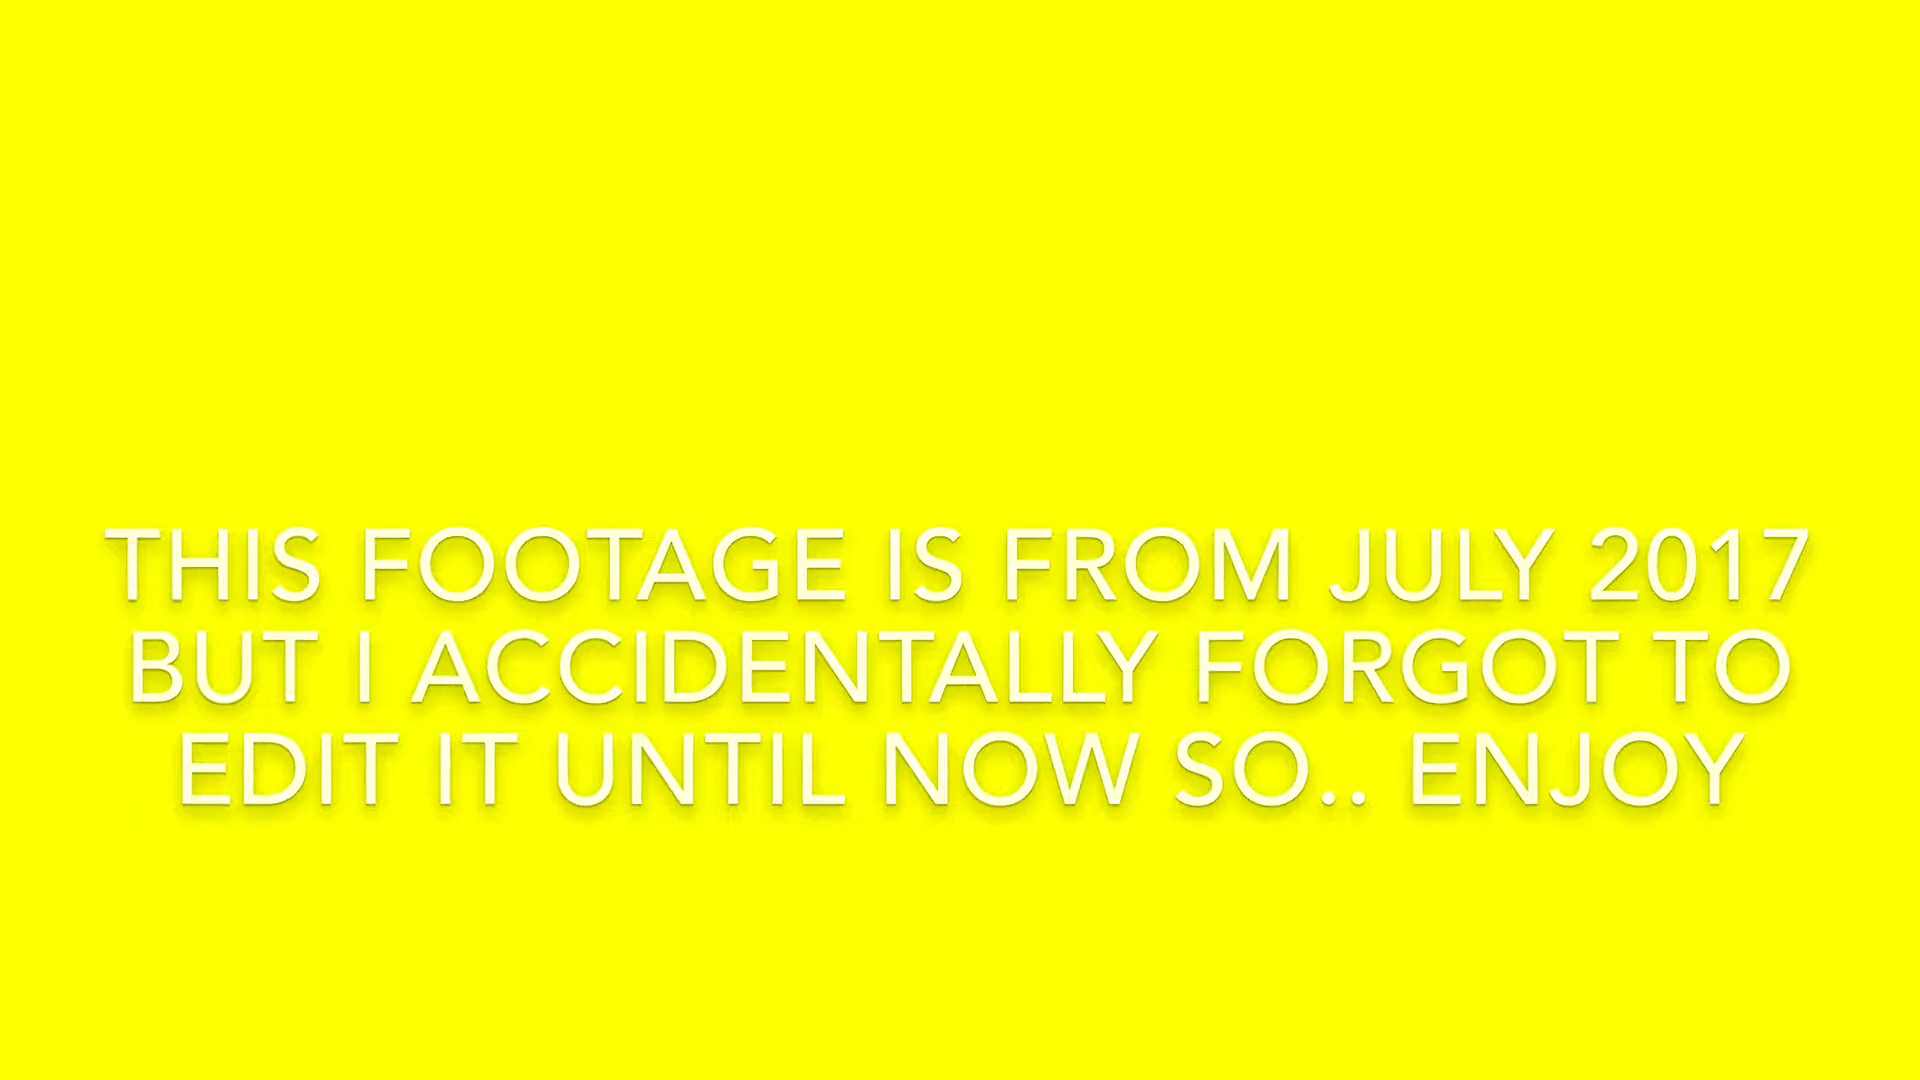 THIS FOOTAGE IS FROM JULY 2017
BUT I ACCIDENTALLY FORGOT TO
EDIT IT UNTIL NOW SO.. ENJOY